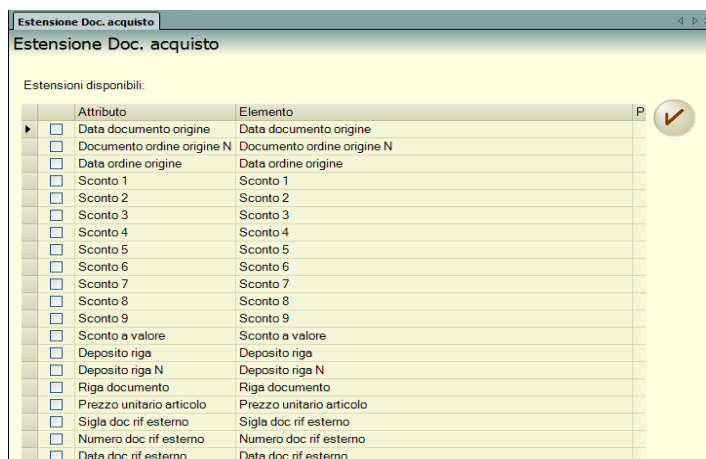 Estensione Doc. acquisto
Estensione Doc. acquisto
Estensioni disponibili:
Attributo Elemento P
Data documento origine Data documento origine
Documento ordine origine N Documento ordine origine N
Data ordine origine Data ordine origine
Sconto 1 Sconto 1
Sconto 2 Sconto 2
Sconto 3 Sconto 3
Sconto 4 Sconto 4
Sconto 5 Sconto 5
Sconto 6 Sconto 6
Sconto 7 Sconto 7
Sconto 8 Sconto 8
Sconto 9 Sconto 9
Sconto a valore Sconto a valore
Deposito riga Deposito riga
Deposito riga N Deposito riga N
Riga documento Riga documento
Prezzo unitario articolo Prezzo unitario articolo
Sigla doc rif esterno Sigla doc rif esterno
Numero doc rif esterno Numero doc rif esterno
Data doc rif esterno Data doc rif esterno